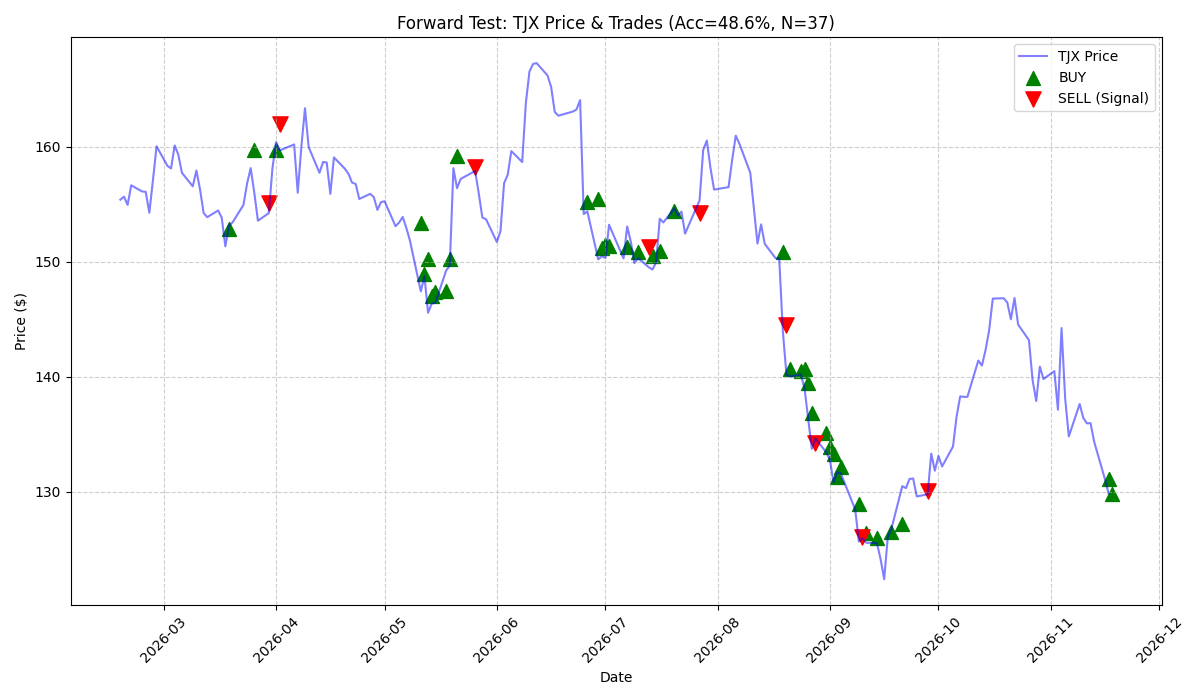 Forward Test: TJX Price & Trades (Acc=48.6%, N=37)
TJX Price
BUY
SELL (Signal)
Price ($)
160
150
140
130
2026-03
2026-04
2026-05
2026-06
2026-07
2026-08
2026-09
2026-10
2026-11
2026-12
Date